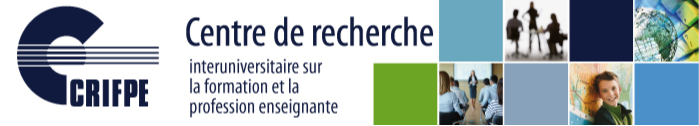 CRIFPE
Centre de recherche
interuniversitaire sur
la formation et la
profession enseignante